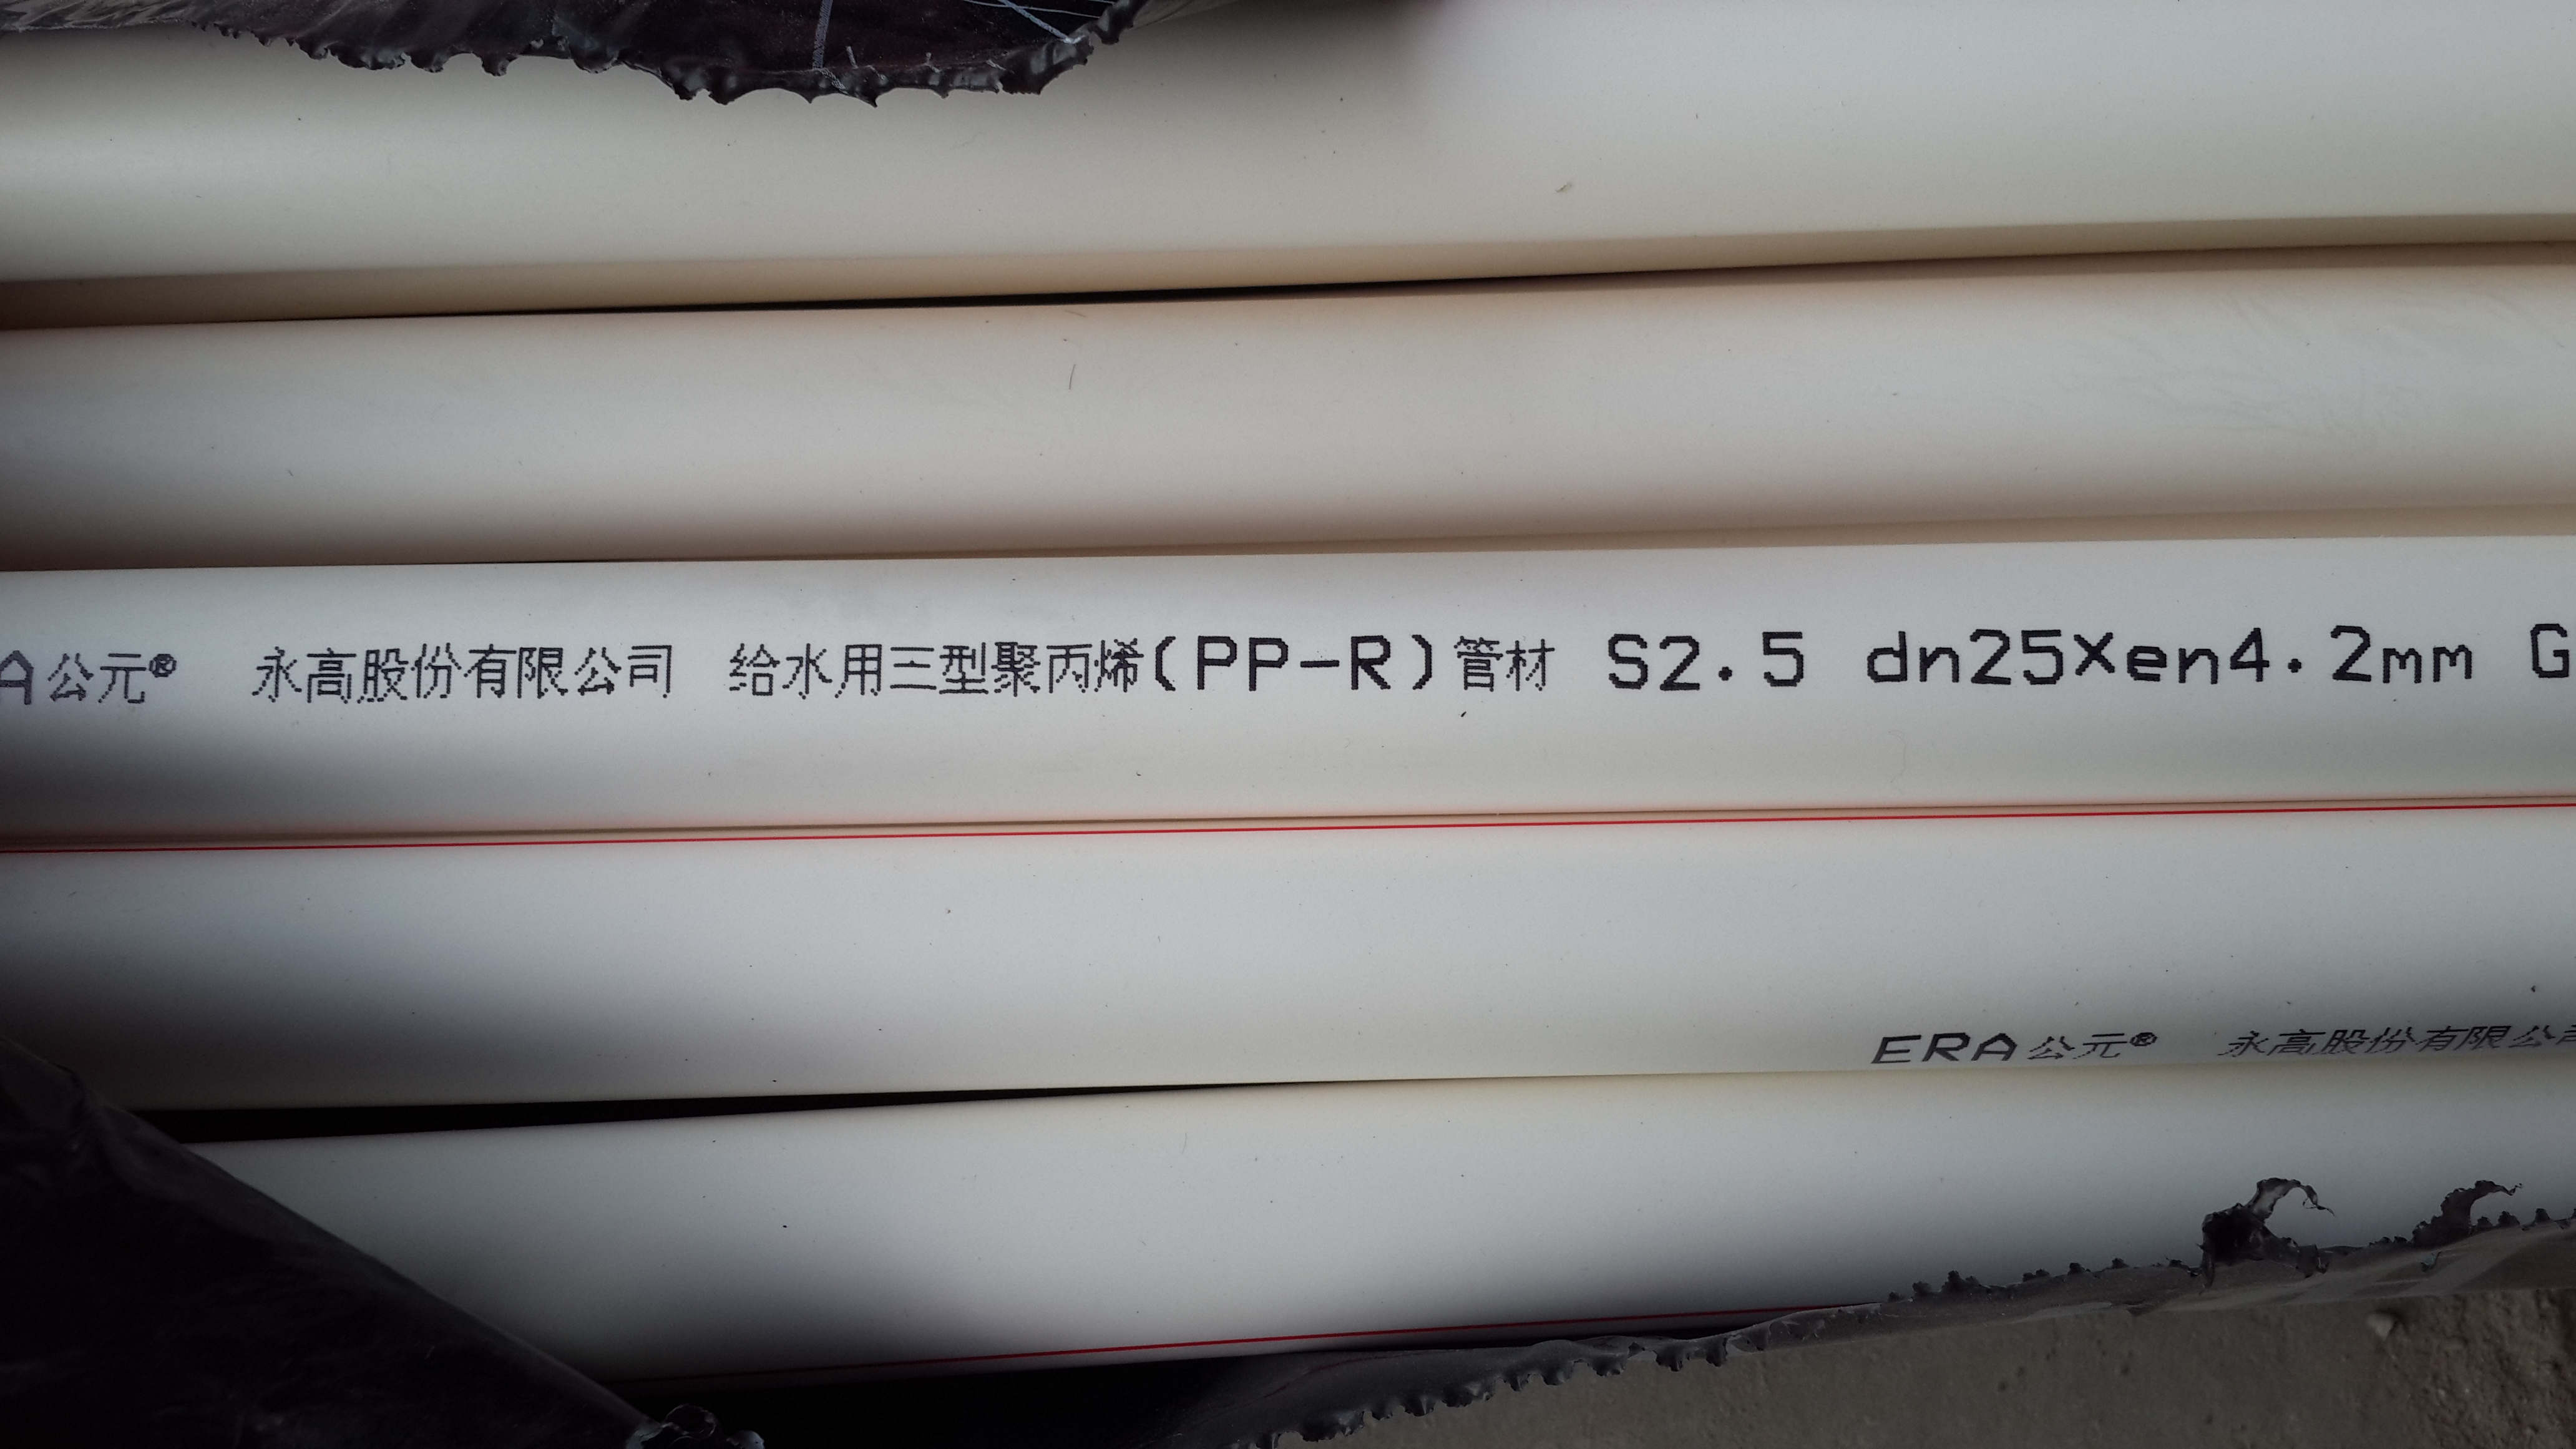 A公元® 永高股份有限公司 给水用三型聚丙烯(PP-R)管材 S2.5 dn25×en4.2mm G
ERA公元® 永高股份有限公司